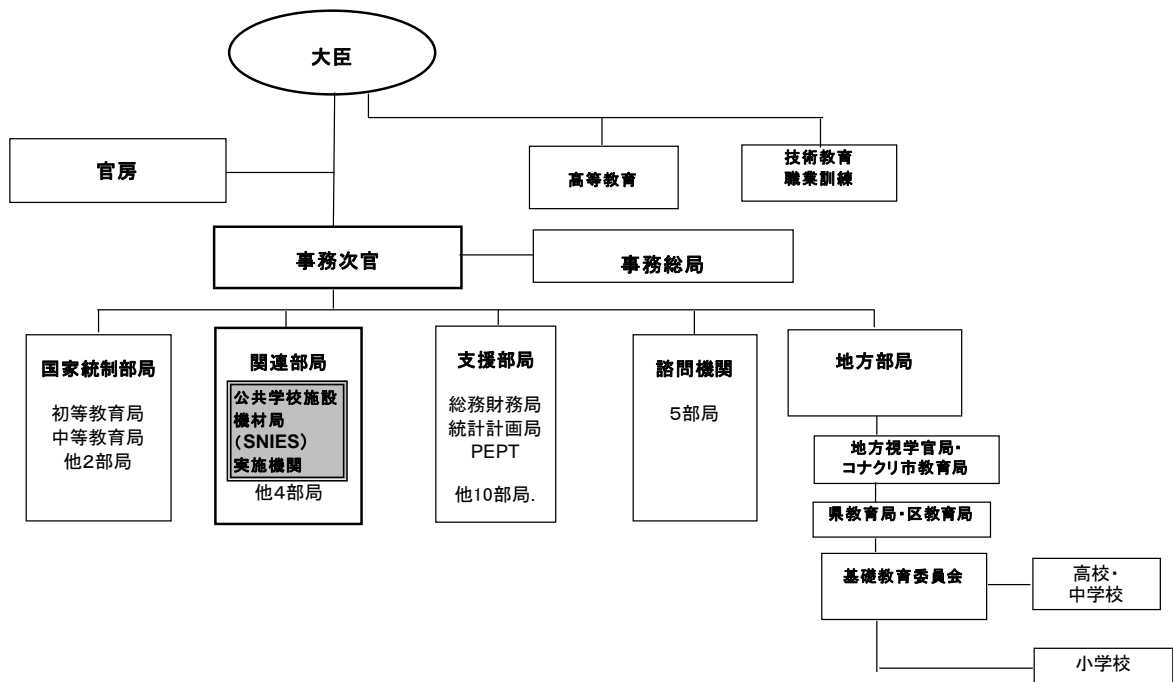 大臣
官房
高等教育
技術教育
職業訓練
事務次官
事務総局
国家統制部局
初等教育局
中等教育局
他2部局
関連部局
公共学校施設
機材局
(SNIES)
実施機関
他4部局
支援部局
総務財務局
統計計画局
PEPT
他10部局.
諮問機関
5部局
地方部局
地方視学官局・
コナクリ市教育局
県教育局・区教育局
基礎教育委員会
高校・
中学校
小学校